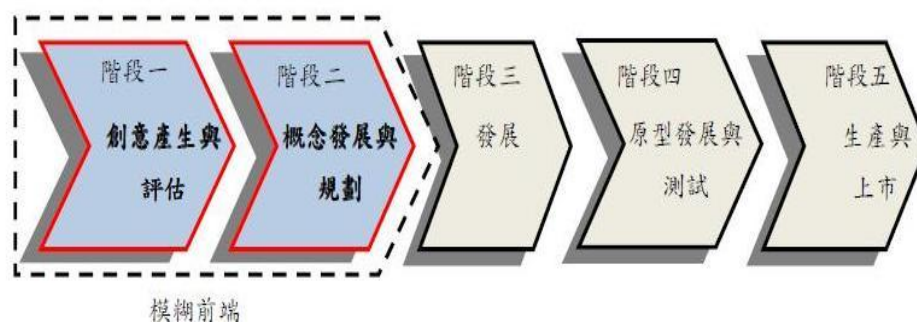 階段一
創意產生與
評估
階段二
概念發展與
規劃
階段三
發展
階段四
原型發展與
測試
階段五
生產與
上市
模糊前端